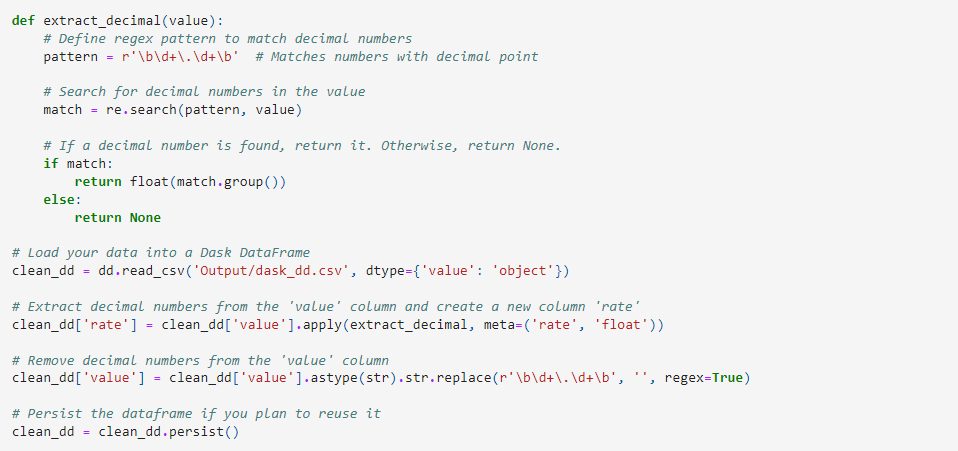 def extract_decimal(value):
    # Define regex pattern to match decimal numbers
    pattern = r'\b\d+\.\d+\b'  # Matches numbers with decimal point

    # Search for decimal numbers in the value
    match = re.search(pattern, value)

    # If a decimal number is found, return it. Otherwise, return None.
    if match:
        return float(match.group())
    else:
        return None

# Load your data into a Dask DataFrame
clean_dd = dd.read_csv('Output/dask_dd.csv', dtype={'value': 'object'})

# Extract decimal numbers from the 'value' column and create a new column 'rate'
clean_dd['rate'] = clean_dd['value'].apply(extract_decimal, meta=('rate', 'float'))

# Remove decimal numbers from the 'value' column
clean_dd['value'] = clean_dd['value'].astype(str).str.replace(r'\b\d+\.\d+\b', '', regex=True)

# Persist the dataframe if you plan to reuse it
clean_dd = clean_dd.persist()